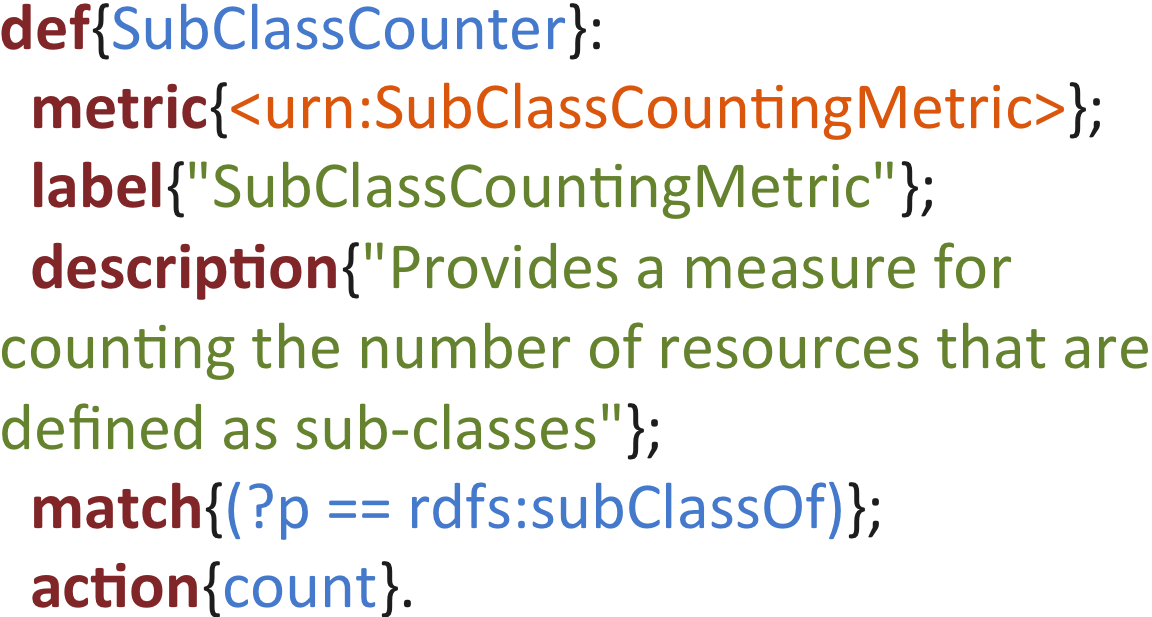 def{SubClassCounter}:
metric{<urn:SubClassCountingMetric>};
label{"SubClassCountingMetric"};
description{"Provides a measure for
counting the number of resources that are
defined as sub-classes"};
match{(?p == rdfs:subClassOf)};
action{count}.